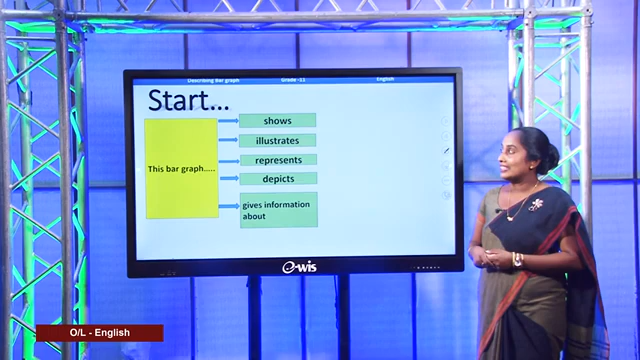 Describing Bar graph Grade -11 English
Start...
This bar graph.....
shows
illustrates
represents
depicts
gives information
about
e-wis
O/L - English